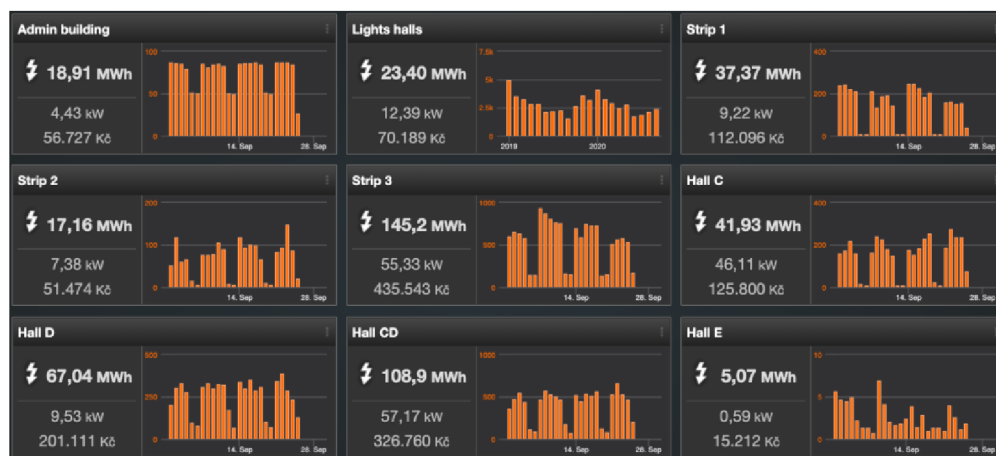 Admin building
18,91 MWh
4,43 kW
56.727 Kč
100
50
0
14. Sep
28. Sep
Lights halls
23,40 MWh
12,39 kW
70.189 Kč
7.5k
5k
2.5k
0
2019
2020
Strip 1
37,37 MWh
9,22 kW
112.096 Kč
400
200
0
14. Sep
28. Sep
Strip 2
17,16 MWh
7,38 kW
51.474 Kč
200
100
0
14. Sep
28. Sep
Strip 3
145,2 MWh
55,33 kW
435.543 Kč
1000
500
0
14. Sep
28. Sep
Hall C
41,93 MWh
46,11 kW
125.800 Kč
400
200
0
14. Sep
28. Sep
Hall D
67,04 MWh
9,53 kW
201.111 Kč
500
250
0
14. Sep
28. Sep
Hall CD
108,9 MWh
57,17 kW
326.760 Kč
1000
500
0
14. Sep
28. Sep
Hall E
5,07 MWh
0,59 kW
15.212 Kč
10
5
0
14. Sep
28. Sep